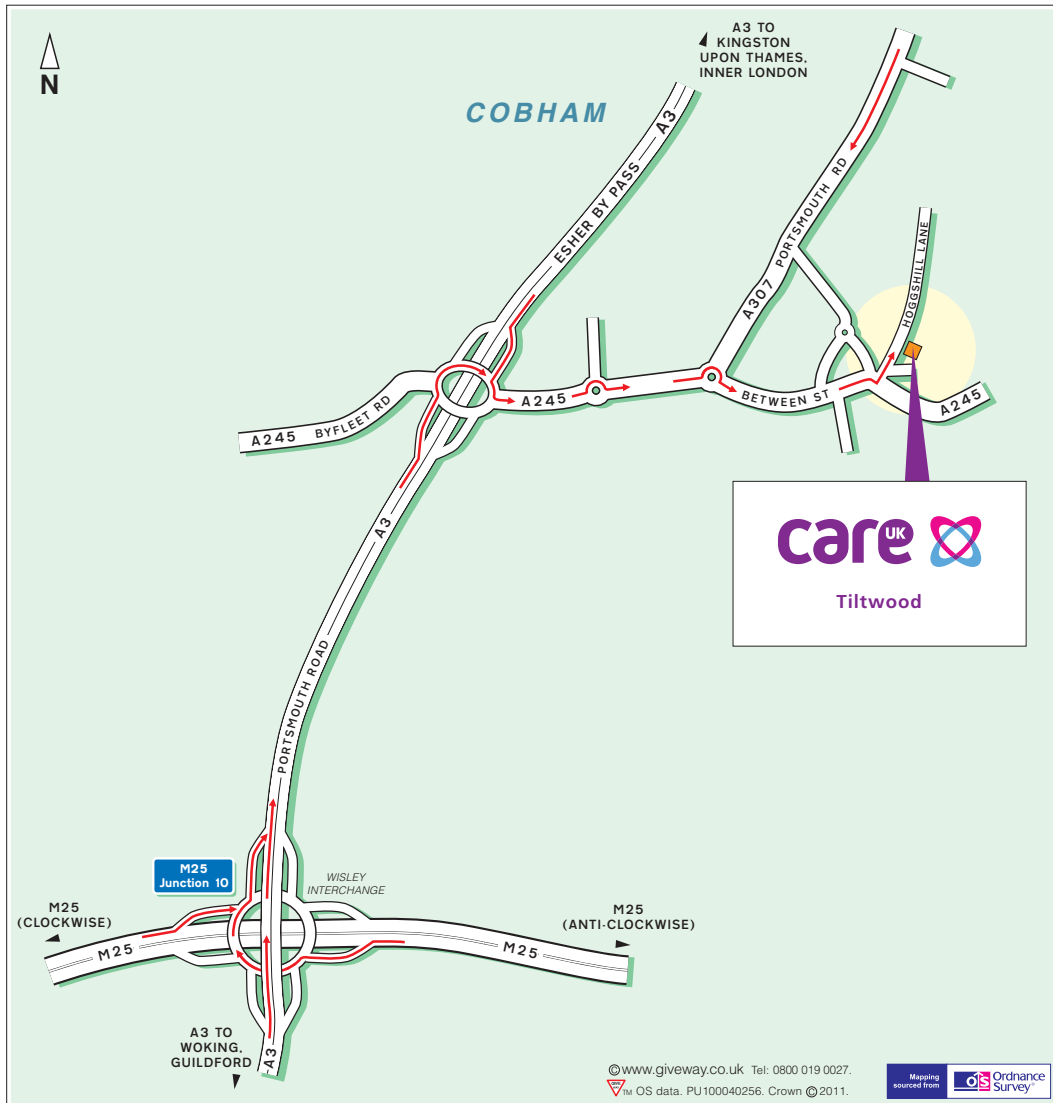 N
A3 TO
KINGSTON
UPON THAMES,
INNER LONDON
COBHAM
A3
ESHER BY PASS
A307 PORTSMOUTH RD
HOGGSHILL LANE
A245 BYFLEET RD
A245
BETWEEN ST
A245
care UK
Tiltwood
A3
PORTSMOUTH ROAD
M25
Junction 10
WISLEY
INTERCHANGE
M25
(CLOCKWISE)
M25
(ANTI-CLOCKWISE)
M25
M25
A3 TO
WOKING,
GUILDFORD
A3
© www.giveway.co.uk Tel: 0800 019 0027.
TM OS data. PU100040256. Crown © 2011.
Mapping
sourced from
OS Ordnance
Survey®